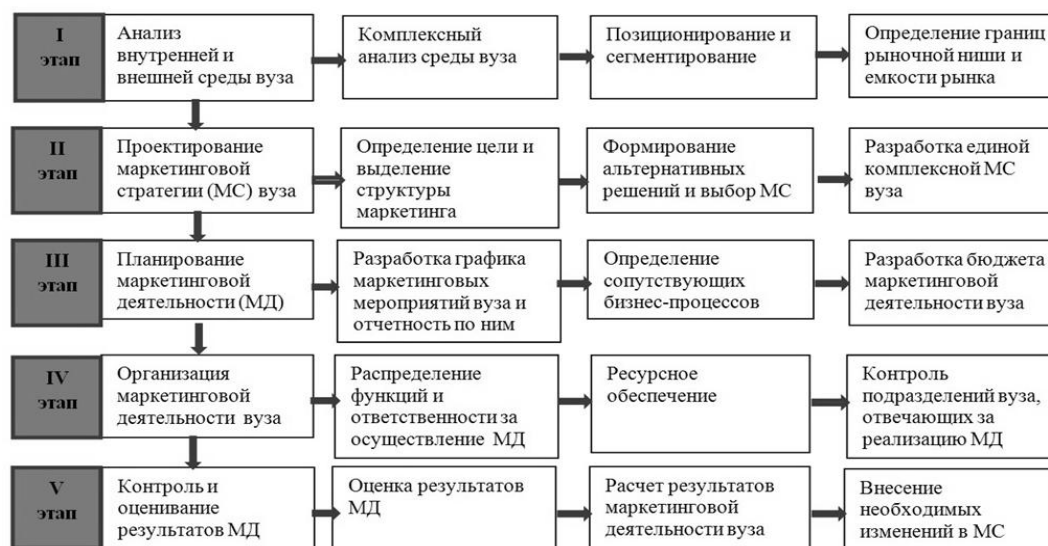 I
этап
Анализ
внутренней и
внешней среды вуза
Комплексный
анализ среды вуза
Позиционирование и
сегментирование
Определение границ
рыночной ниши и
емкости рынка
II
этап
Проектирование
маркетинговой
стратегии (МС) вуза
Определение цели и
выделение
структуры
маркетинга
Формирование
альтернативных
решений и выбор МС
Разработка единой
комплексной МС
вуза
III
этап
Планирование
маркетинговой
деятельности (МД)
Разработка графика
маркетинговых
мероприятий вуза и
отчетность по ним
Определение
сопутствующих
бизнес-процессов
Разработка бюджета
маркетинговой
деятельности вуза
IV
этап
Организация
маркетинговой
деятельности вуза
Распределение
функций и
ответственности за
осуществление МД
Ресурсное
обеспечение
Контроль
подразделений вуза,
отвечающих за
реализацию МД
V
этап
Контроль и
оценивание
результатов МД
Оценка результатов
МД
Расчет результатов
маркетинговой
деятельности вуза
Внесение
необходимых
изменений в МС